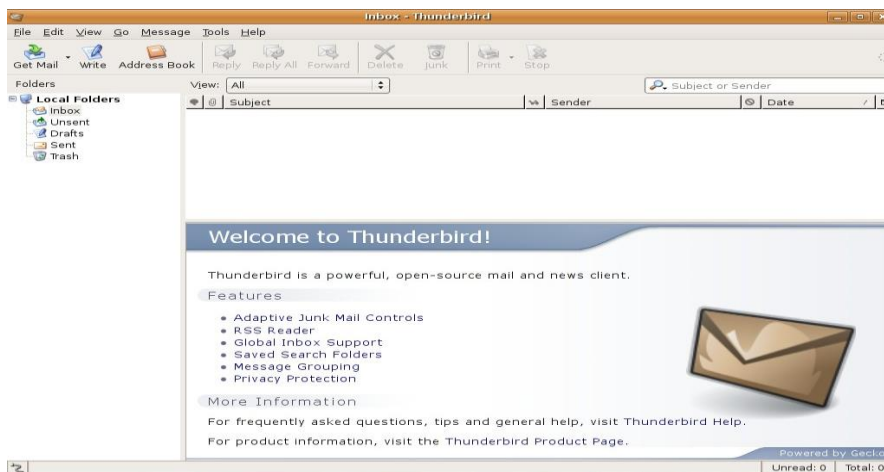 Inbox - Thunderbird
File Edit View Go Message Tools Help
Get Mail Write Address Book Reply Reply All Forward Delete Junk Print Stop
Folders View: All Subject or Sender
Subject Sender Date
Local Folders
Inbox
Unsent
Drafts
Sent
Trash
Welcome to Thunderbird!
Thunderbird is a powerful, open-source mail and news client.
Features
Adaptive Junk Mail Controls
RSS Reader
Global Inbox Support
Saved Search Folders
Message Grouping
Privacy Protection
More Information
For frequently asked questions, tips and general help, visit Thunderbird Help.
For product information, visit the Thunderbird Product Page.
Powered by
Unread: 0 Total: 0